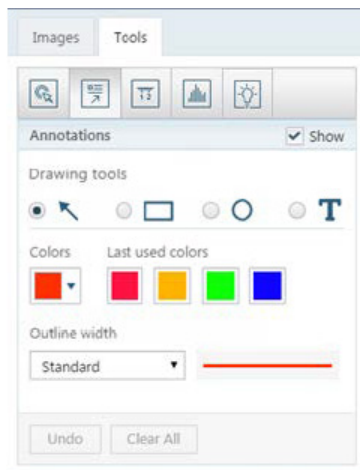 Images Tools
Annotations Show
Drawing tools
T
Colors Last used colors
Outline width
Standard
Undo Clear All